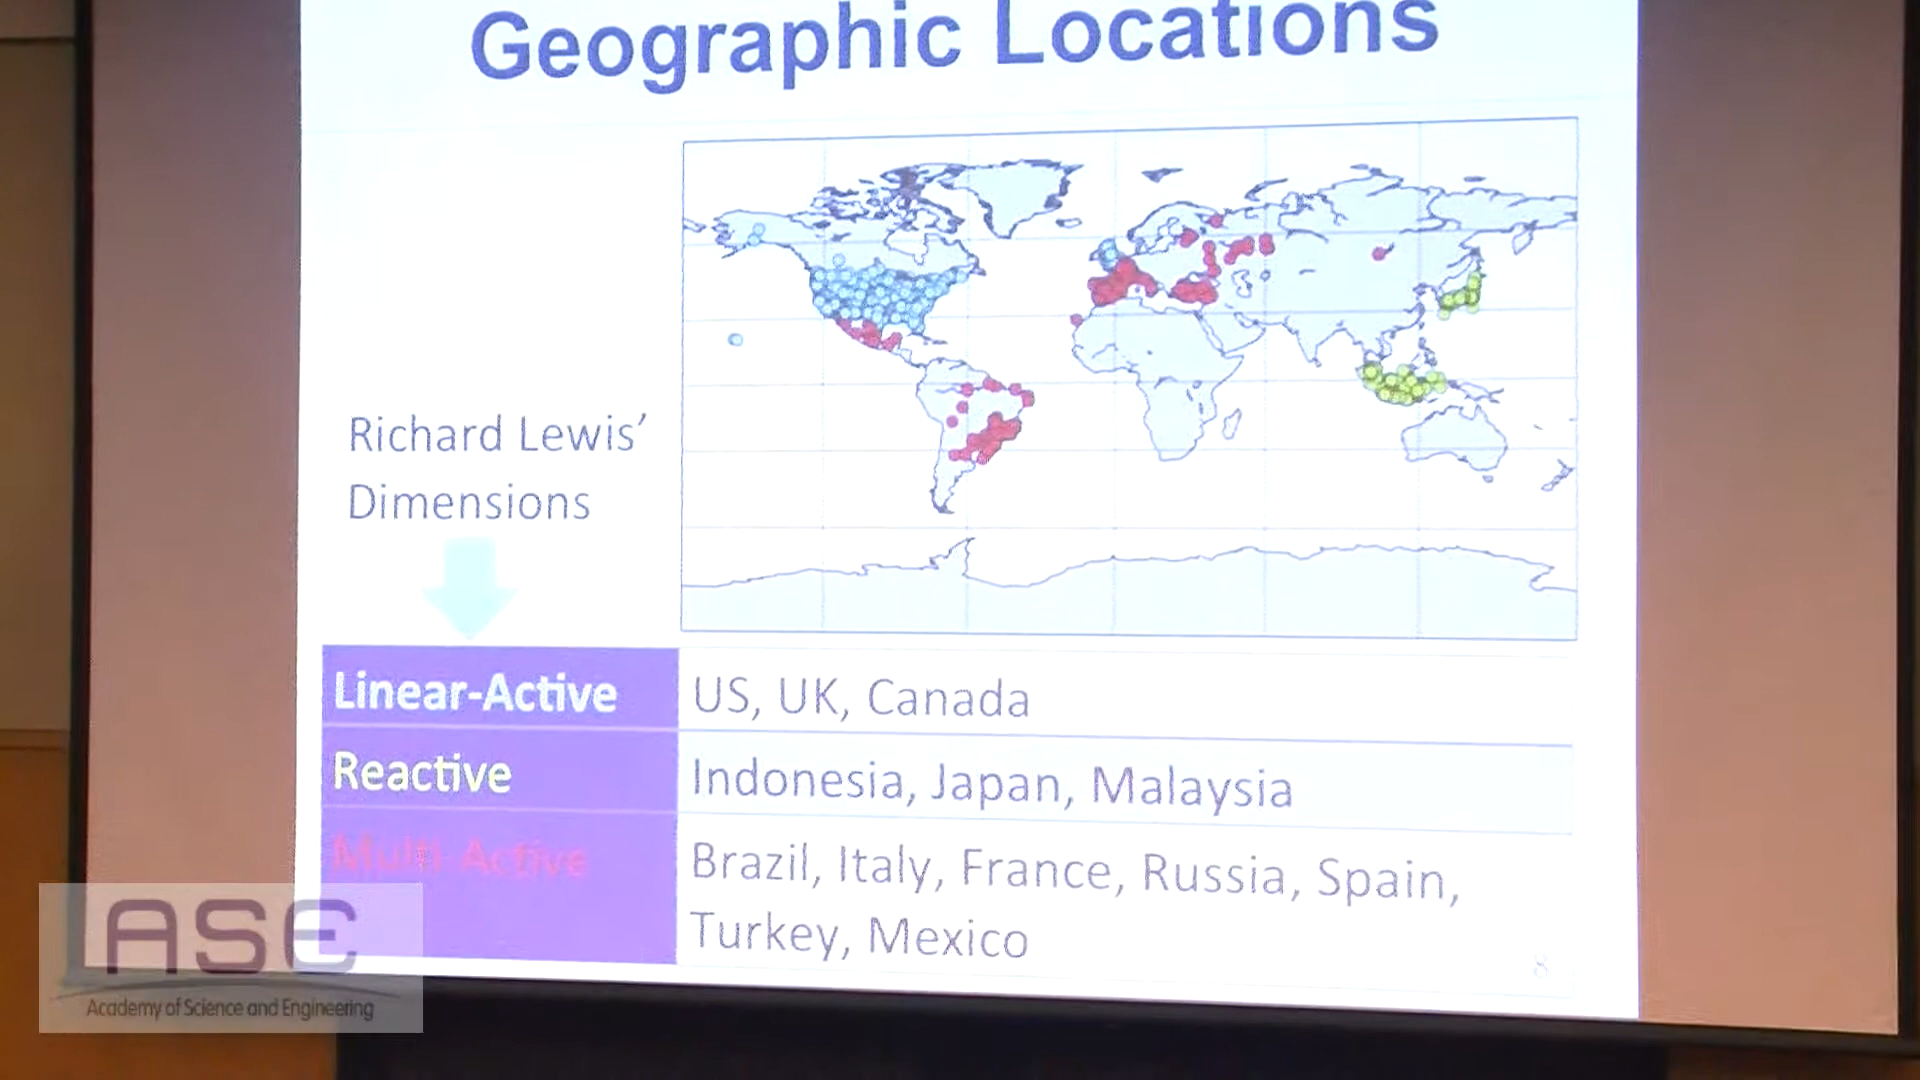 Geographic Locations
Richard Lewis’
Dimensions
Linear-Active
US, UK, Canada
Reactive
Indonesia, Japan, Malaysia
Multi-Active
Brazil, Italy, France, Russia, Spain,
Turkey, Mexico
8
ASE
Academy of Science and Engineering